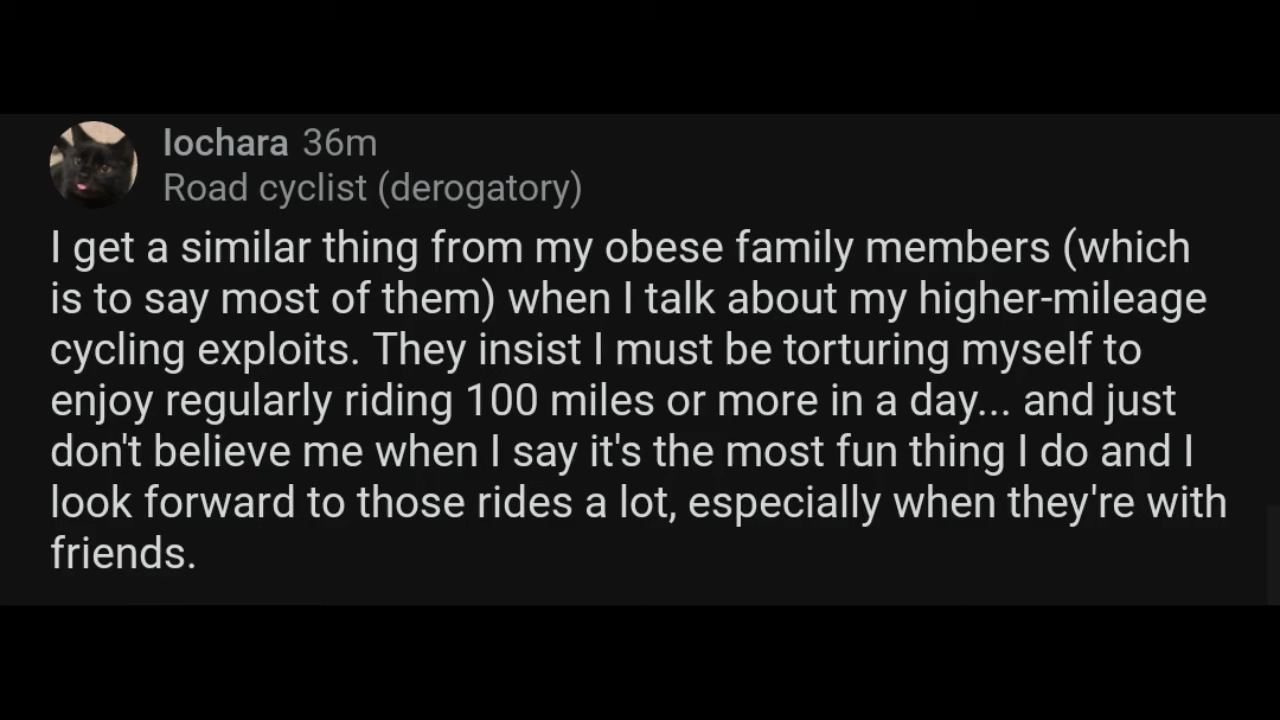 lochara 36m
Road cyclist (derogatory)
I get a similar thing from my obese family members (which
is to say most of them) when I talk about my higher-mileage
cycling exploits. They insist I must be torturing myself to
enjoy regularly riding 100 miles or more in a day... and just
don't believe me when I say it's the most fun thing I do and I
look forward to those rides a lot, especially when they're with
friends.